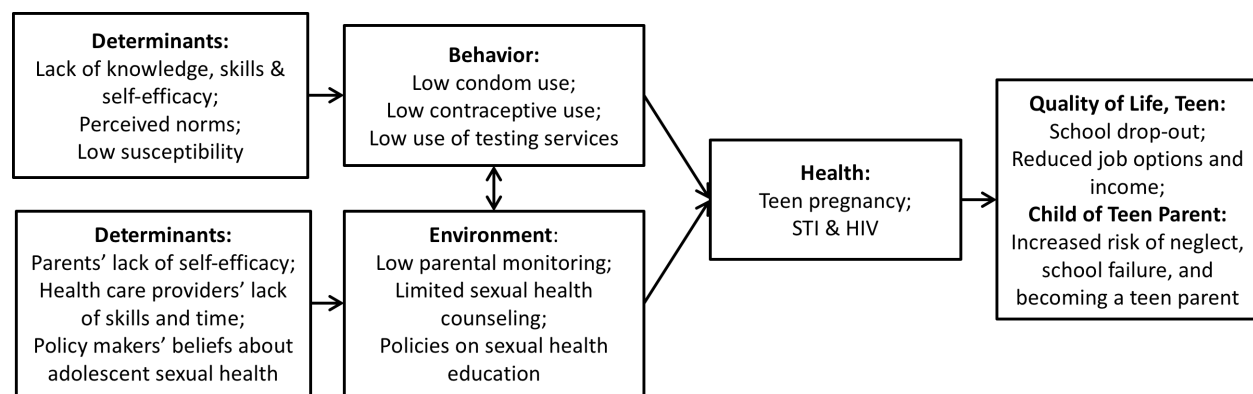 Determinants:
Lack of knowledge, skills &
self-efficacy;
Perceived norms;
Low susceptibility
Behavior:
Low condom use;
Low contraceptive use;
Low use of testing services
Determinants:
Parents’ lack of self-efficacy;
Health care providers’ lack
of skills and time;
Policy makers’ beliefs about
adolescent sexual health
Environment:
Low parental monitoring;
Limited sexual health
counseling;
Policies on sexual health
education
Health:
Teen pregnancy;
STI & HIV
Quality of Life, Teen:
School drop-out;
Reduced job options and
income;
Child of Teen Parent:
Increased risk of neglect,
school failure, and
becoming a teen parent